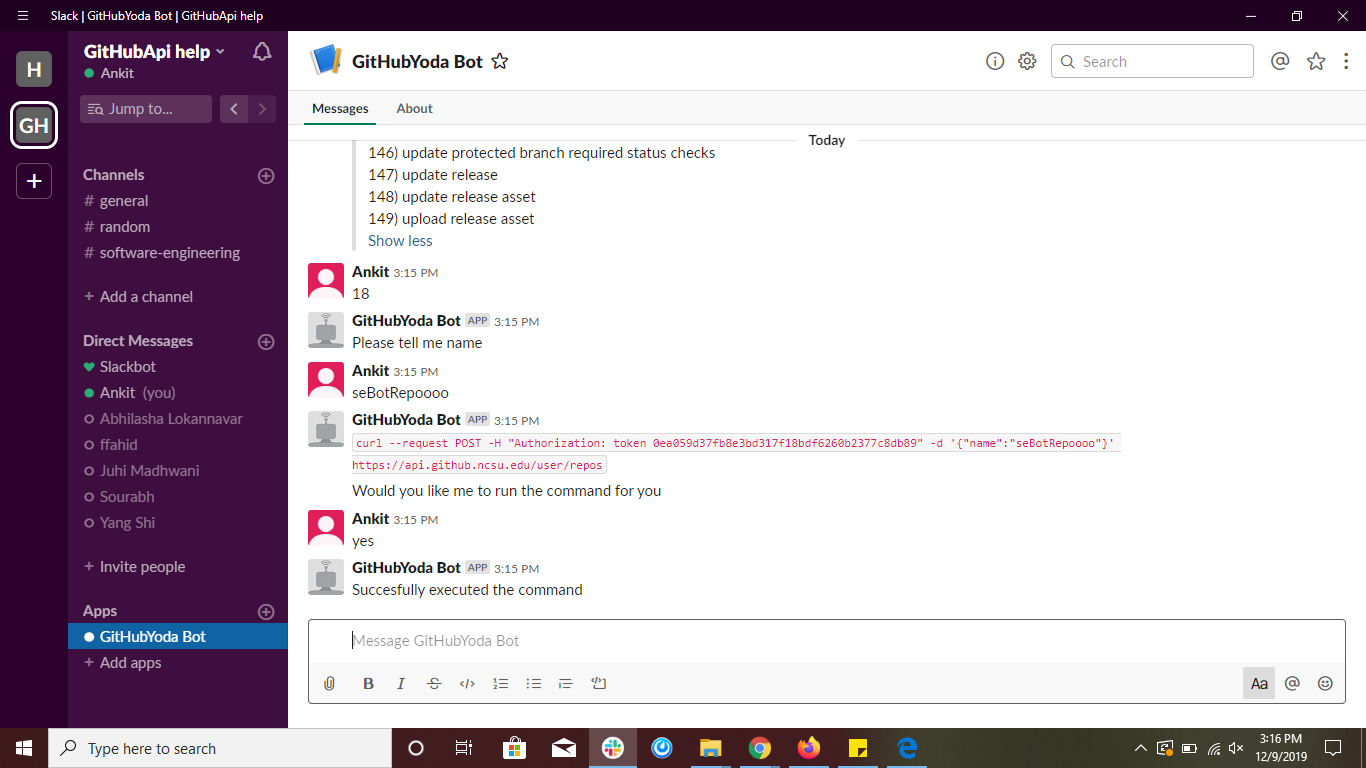 Slack | GitHubYoda Bot | GitHubApi help
H
GH
+
GitHubApi help
Ankit
Jump to...
Channels
# general
# random
# software-engineering
+ Add a channel
Direct Messages
Slackbot
Ankit (you)
Abhilasha Lokannavar
ffahid
Juhi Madhwani
Sourabh
Yang Shi
+ Invite people
Apps
GitHubYoda Bot
+ Add apps
GitHubYoda Bot
Search
Messages About
Today
146) update protected branch required status checks
147) update release
148) update release asset
149) upload release asset
Show less
Ankit 3:15 PM
18
GitHubYoda Bot APP 3:15 PM
Please tell me name
Ankit 3:15 PM
seBotRepoooo
GitHubYoda Bot APP 3:15 PM
curl --request POST -H "Authorization: token 0ea059d37fb8e3bd317f18bdf6260b2377c8db89" -d '{"name":"seBotRepoooo"}'
https://api.github.ncsu.edu/user/repos
Would you like me to run the command for you
Ankit 3:15 PM
yes
GitHubYoda Bot APP 3:15 PM
Succesfully executed the command
Message GitHubYoda Bot
B I Aa @
Type here to search
3:16 PM
12/9/2019